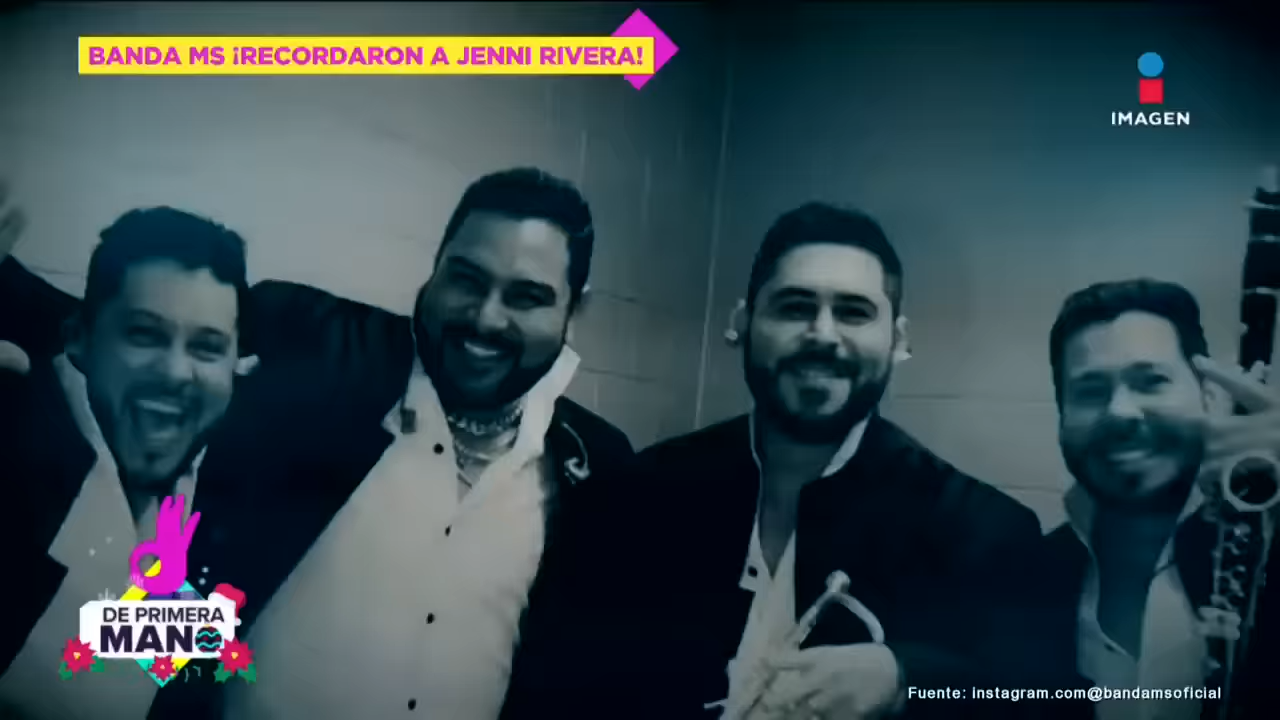 BANDA MS ¡RECORDARON A JENNI RIVERA!
IMAGEN
DE PRIMERA
MANO
Fuente: instagram.com@bandamsoficial